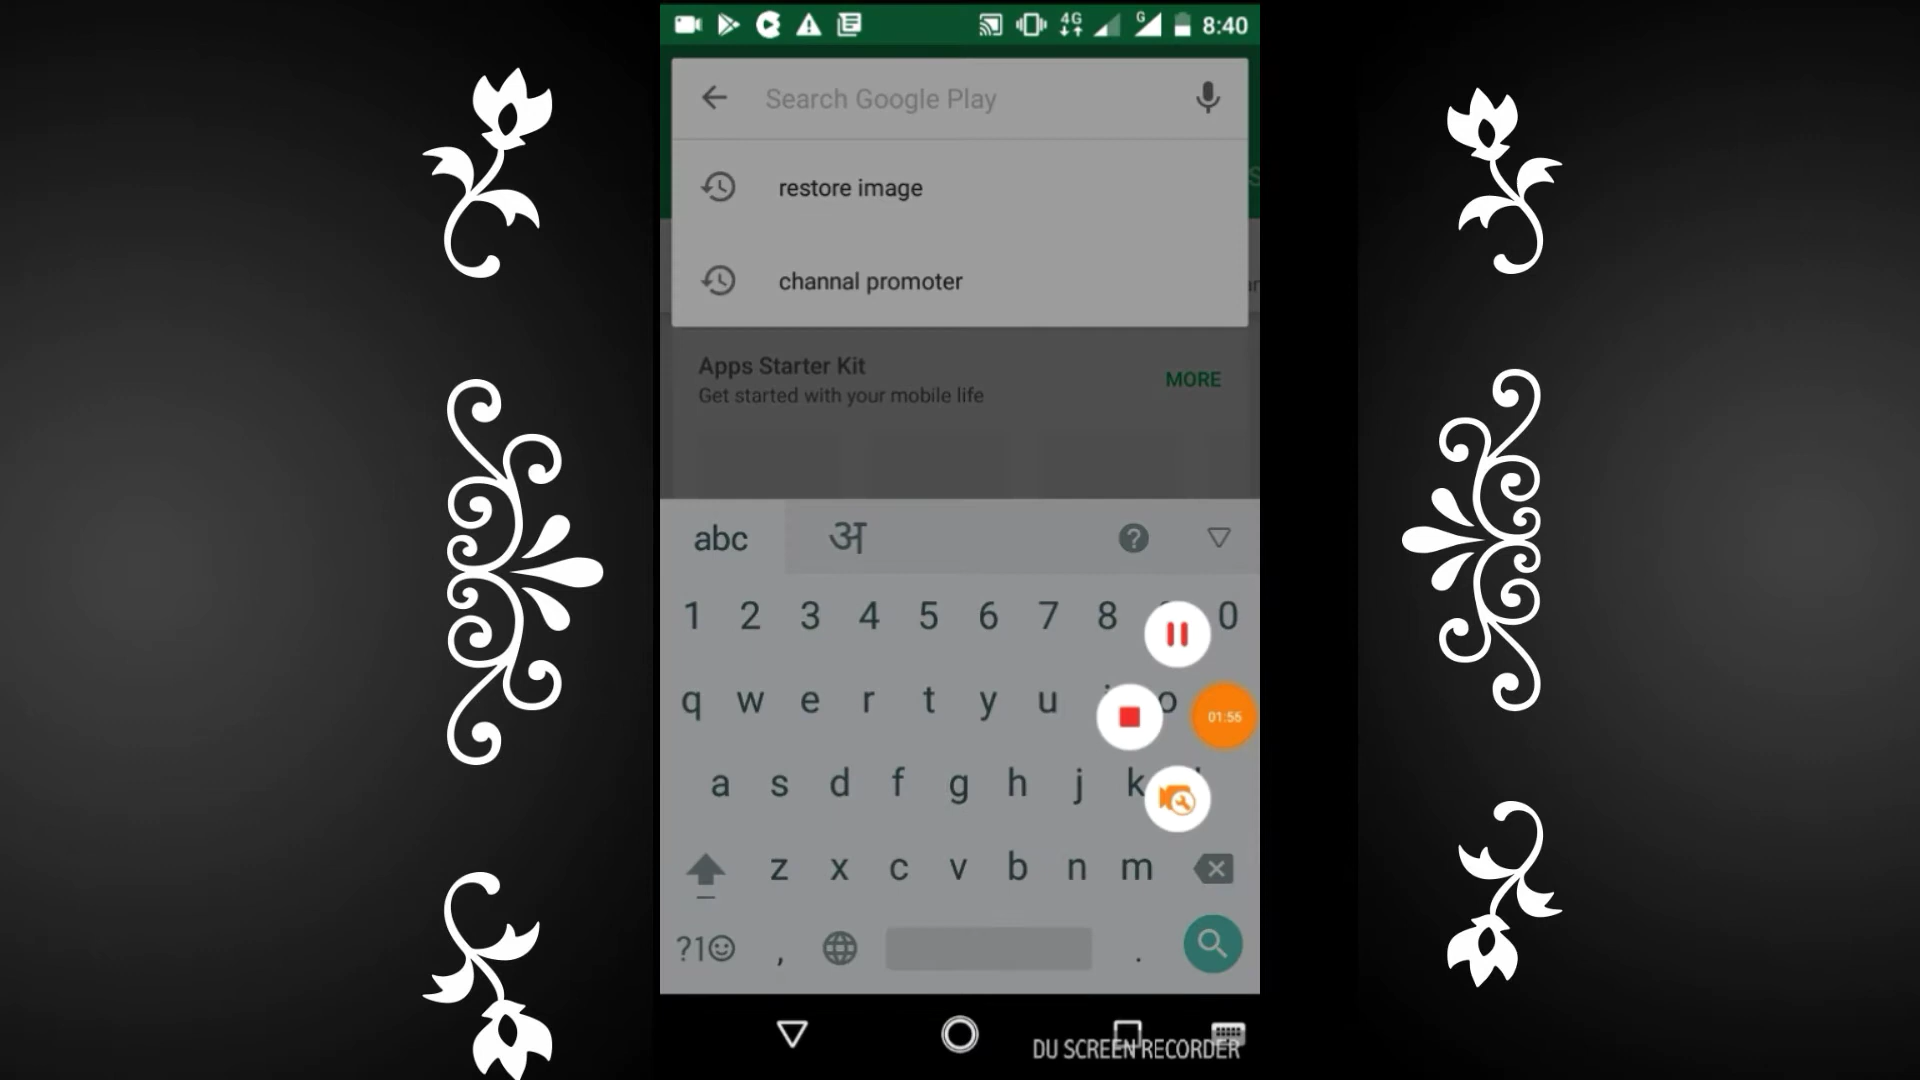 4G G 8:40
Search Google Play
restore image
channal promoter
Apps Starter Kit
MORE
Get started with your mobile life
abc अ
1 2 3 4 5 6 7 8 0
q w e r t y u o
01:56
a s d f g h j k
z x c v b n m
?1☺ , .
DU SCREEN RECORDER